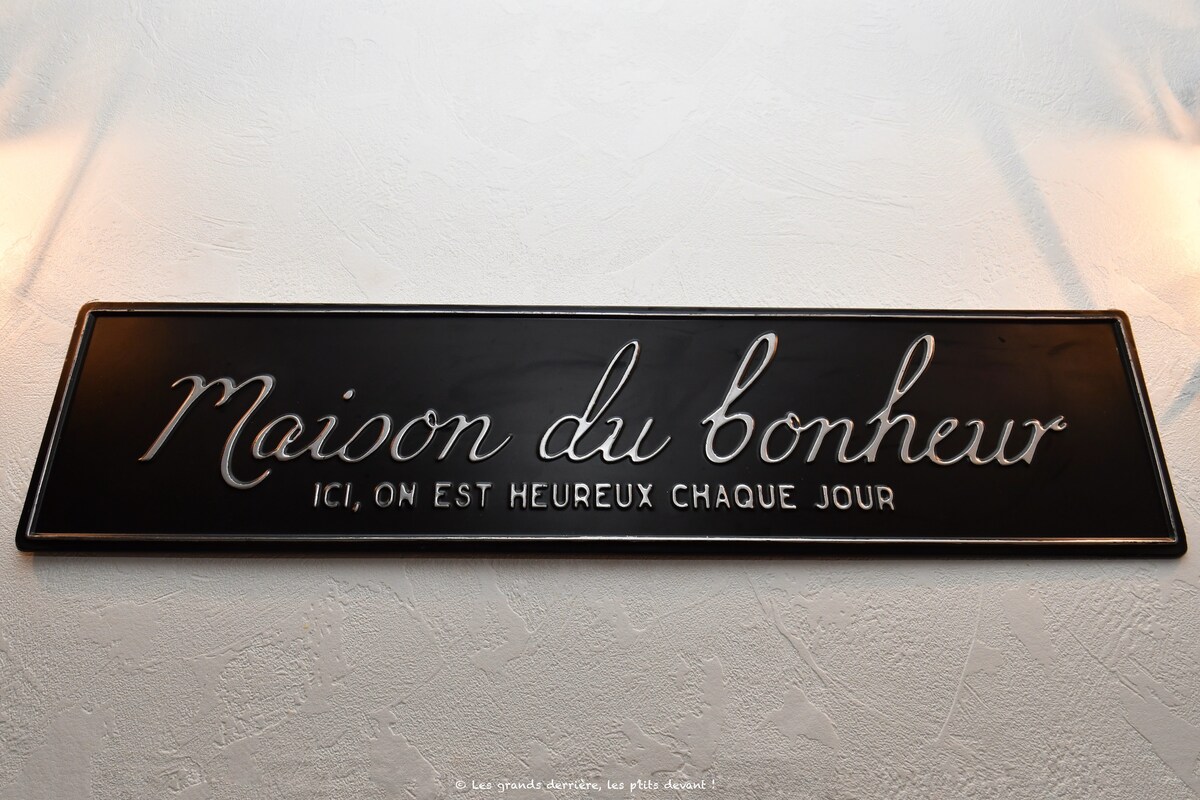 Maison du bonheur
ICI, ON EST HEUREUX CHAQUE JOUR
© Les grands derrière, les p'tits devant !